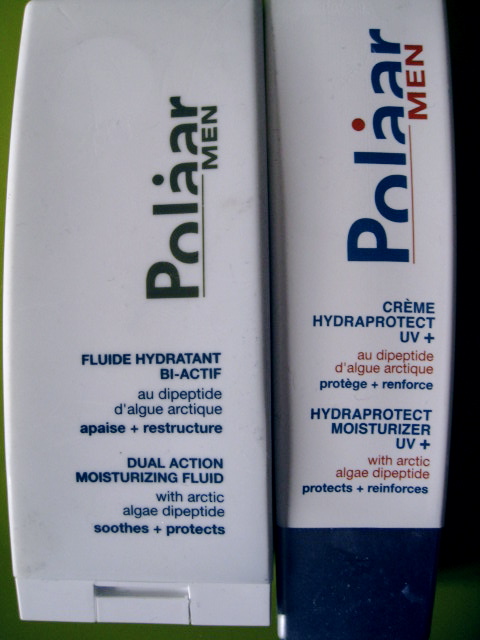 Polåar
MEN
FLUIDE HYDRATANT
BI-ACTIF
au dipeptide
d'algue arctique
apaise + restructure
DUAL ACTION
MOISTURIZING FLUID
with arctic
algae dipeptide
soothes + protects
Polåar
MEN
CRÈME
HYDRAPROTECT
UV +
au dipeptide
d'algue arctique
protège + renforce
HYDRAPROTECT
MOISTURIZER
UV +
with arctic
algae dipeptide
protects + reinforces